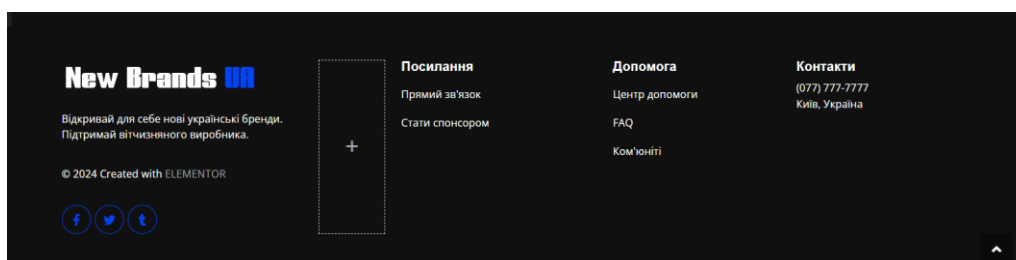 New Brands UA
Відкривай для себе нові українські бренди.
Підтримай вітчизняного виробника.
© 2024 Created with ELEMENTOR
+
Посилання
Прямий зв'язок
Стати спонсором
Допомога
Центр допомоги
FAQ
Ком'юніті
Контакти
(077) 777-7777
Київ, Україна